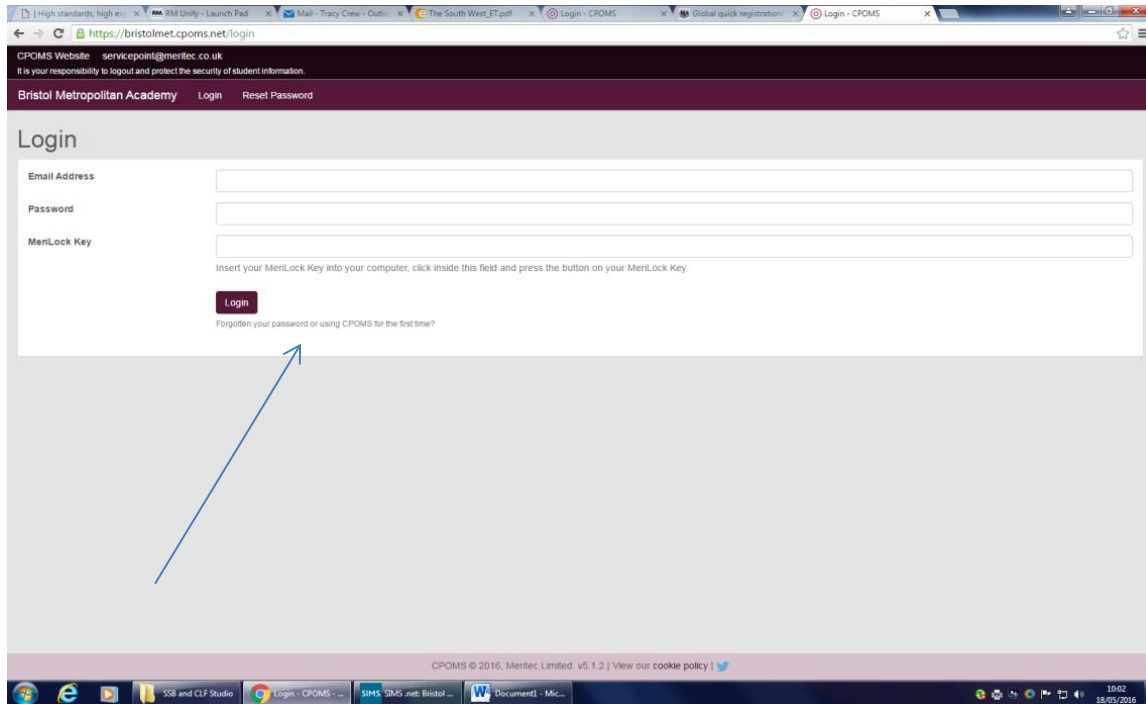 | High standards, high ex
RM RM Unify - Launch Pad
Mail - Tracy Crew - Outlo
The South West_ET.pdf
Login - CPOMS
Global quick registration:
Login - CPOMS
https://bristolmet.cpoms.net/login
CPOMS Website servicepoint@meritec.co.uk
It is your responsibility to logout and protect the security of student information.
Bristol Metropolitan Academy Login Reset Password
Login
Email Address
Password
MeriLock Key
Insert your MeriLock Key into your computer, click inside this field and press the button on your MeriLock Key.
Login
Forgotten your password or using CPOMS for the first time?
CPOMS © 2016, Meritec Limited. v5.1.2 | View our cookie policy |
SSB and CLF Studio
Login - CPOMS - ...
SIMS SIMS .net: Bristol ...
W Document1 - Mic...
10:02
18/05/2016